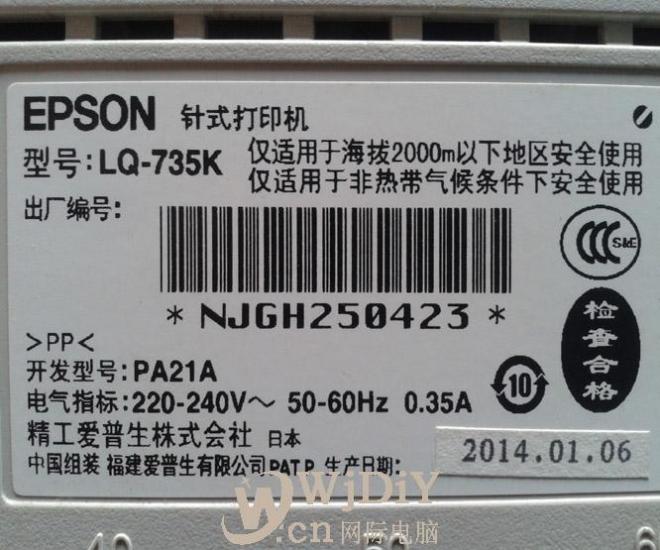 EPSON 针式打印机
型号:LQ-735K
仅适用于海拔2000m以下地区安全使用
仅适用于非热带气候条件下安全使用
出厂编号:
CCC S&E
*NJGH250423*
检查合格
>PP<
开发型号:PA21A
10
电气指标:220-240V～ 50-60Hz 0.35A
精工爱普生株式会社 日本
2014.01.06
中国组装 福建爱普生有限公司 PAT P. 生产日期:
WjDiY
.cn 网际电脑
40